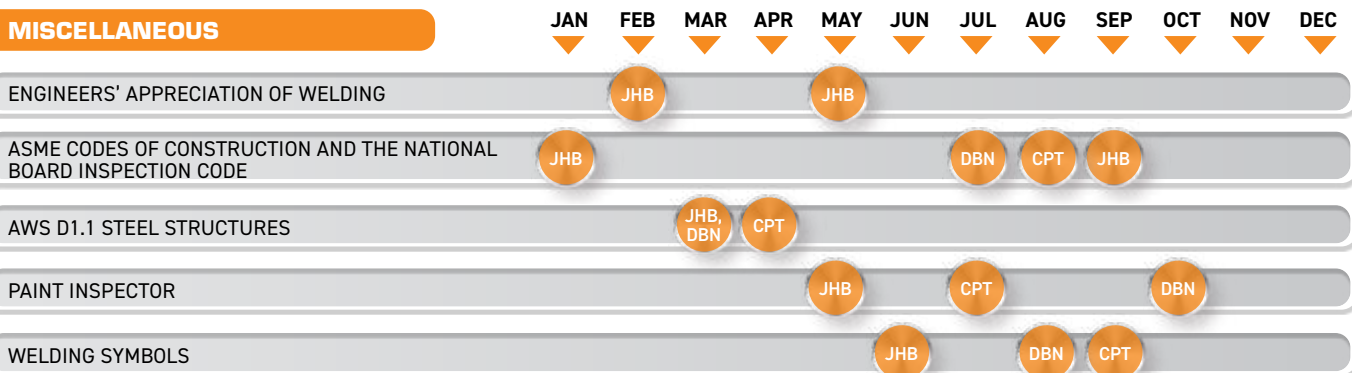 MISCELLANEOUS JAN FEB MAR APR MAY JUN JUL AUG SEP OCT NOV DEC
ENGINEERS' APPRECIATION OF WELDING JHB JHB
ASME CODES OF CONSTRUCTION AND THE NATIONAL
BOARD INSPECTION CODE JHB DBN CPT JHB
AWS D1.1 STEEL STRUCTURES JHB,
DBN CPT
PAINT INSPECTOR JHB CPT DBN
WELDING SYMBOLS JHB DBN CPT